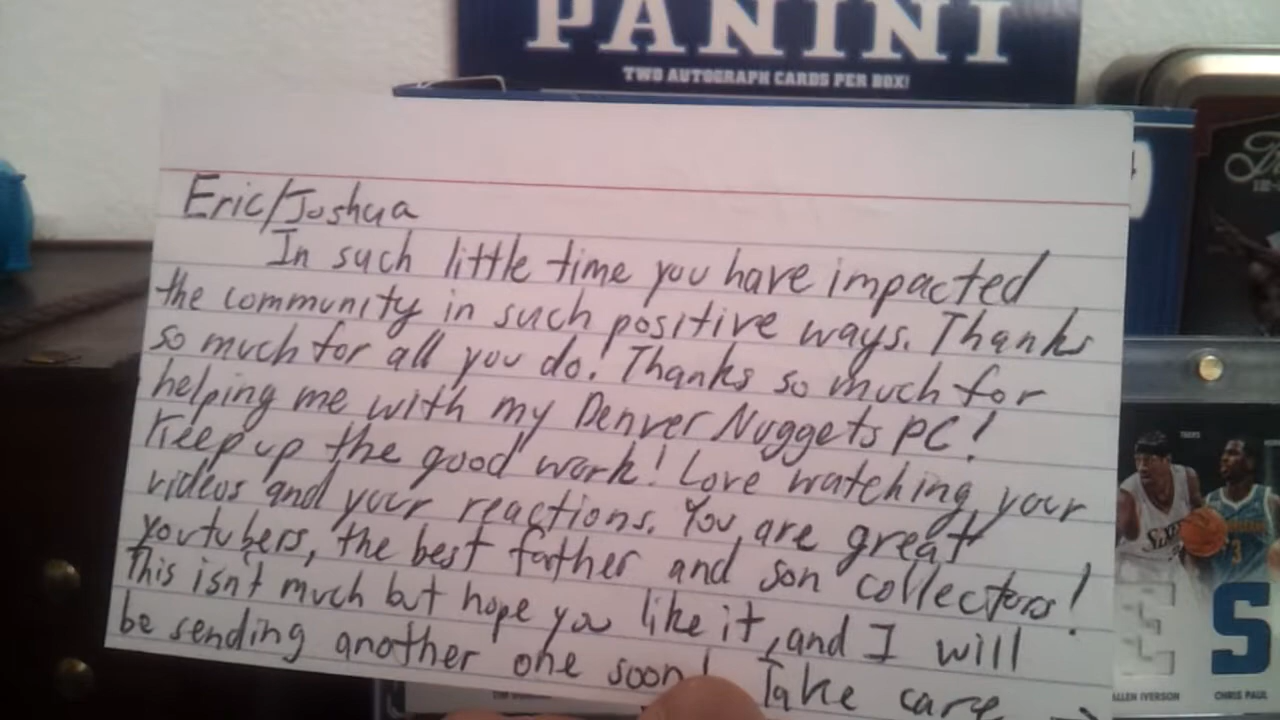 PANINI
TWO AUTOGRAPH CARDS PER BOX!
Eric/Joshua
In such little time you have impacted
the community in such positive ways. Thanks
so much for all you do! Thanks so much for
helping me with my Denver Nuggets PC!
Keep up the good work! Love watching your
videos and your reactions. You are great
youtubers, the best father and son collectors!
This isn't much but hope you like it, and I will
be sending another one soon! Take care
→
76ERS
SIXERS
3
S
ALLEN IVERSON
CHRIS PAUL